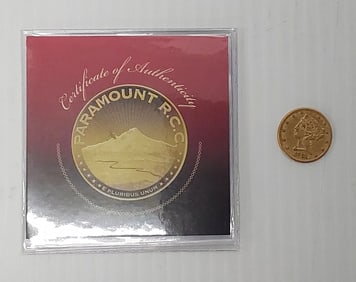 Certificate of Authenticity
PARAMOUNT R.C.G.
E PLURIBUS UNUM